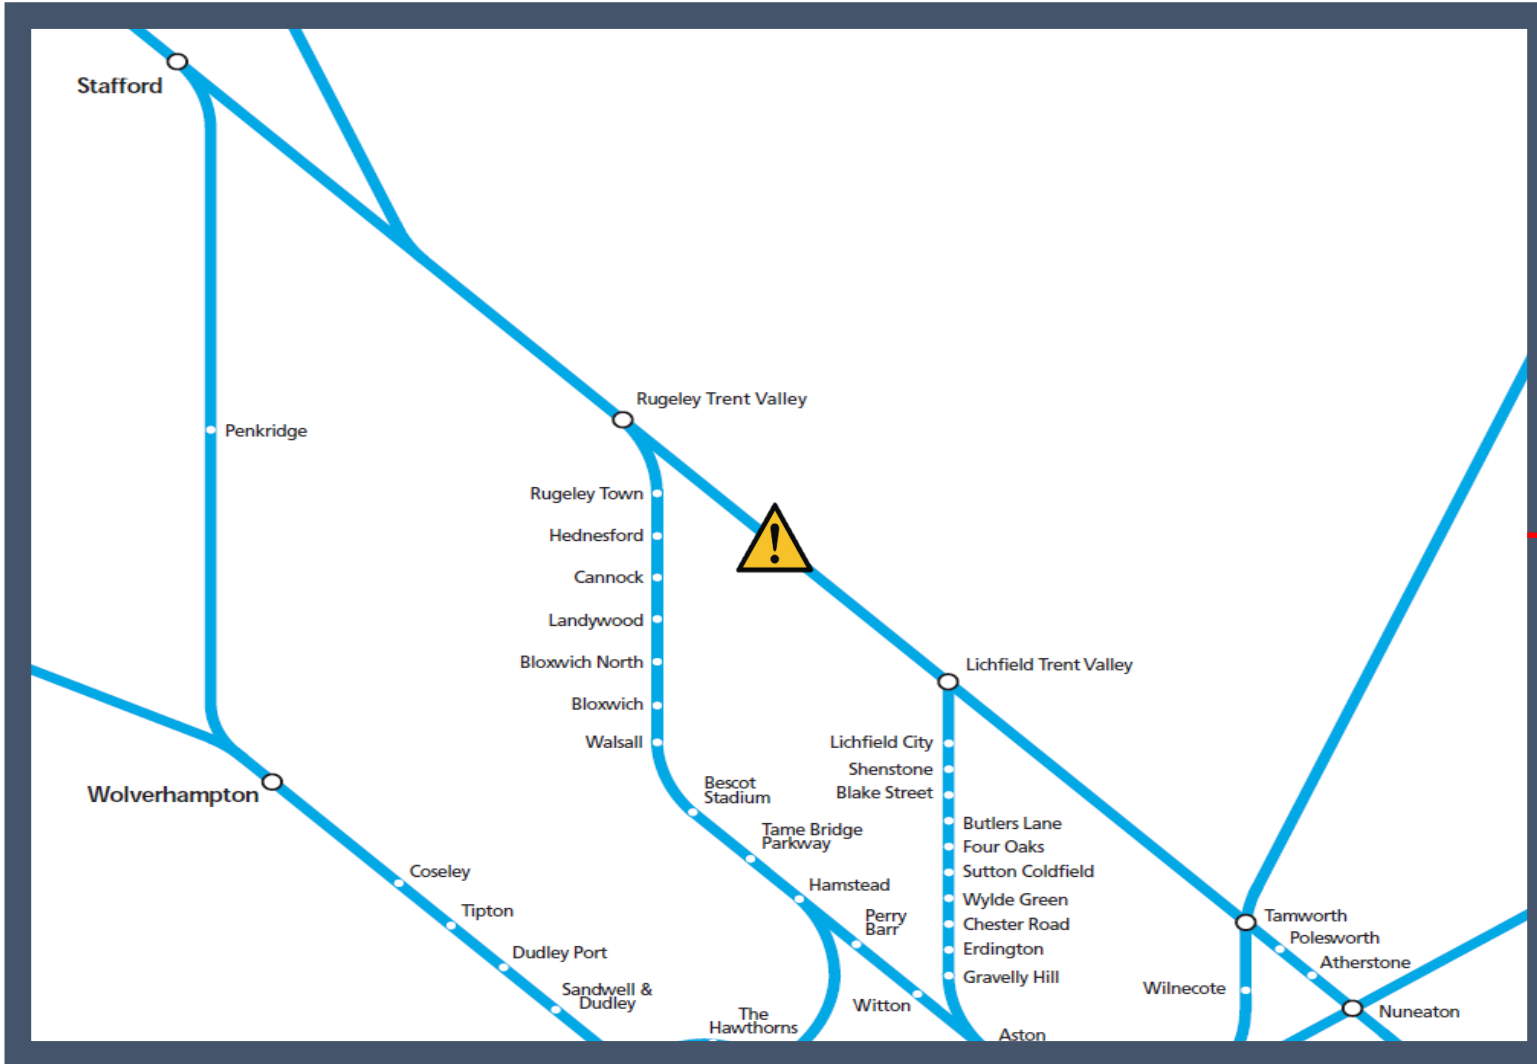 Stafford
Rugeley Trent Valley
Penkridge
Rugeley Town
Hednesford
Cannock
Landywood
Bloxwich North
Bloxwich
Walsall
Lichfield Trent Valley
Wolverhampton
Bescot
Stadium
Tame Bridge
Parkway
Hamstead
Perry
Barr
Witton
Lichfield City
Shenstone
Blake Street
Butlers Lane
Four Oaks
Sutton Coldfield
Wylde Green
Chester Road
Erdington
Gravelly Hill
Aston
Coseley
Tipton
Dudley Port
Sandwell &
Dudley
The
Hawthorns
Tamworth
Polesworth
Atherstone
Wilnecote
Nuneaton
!